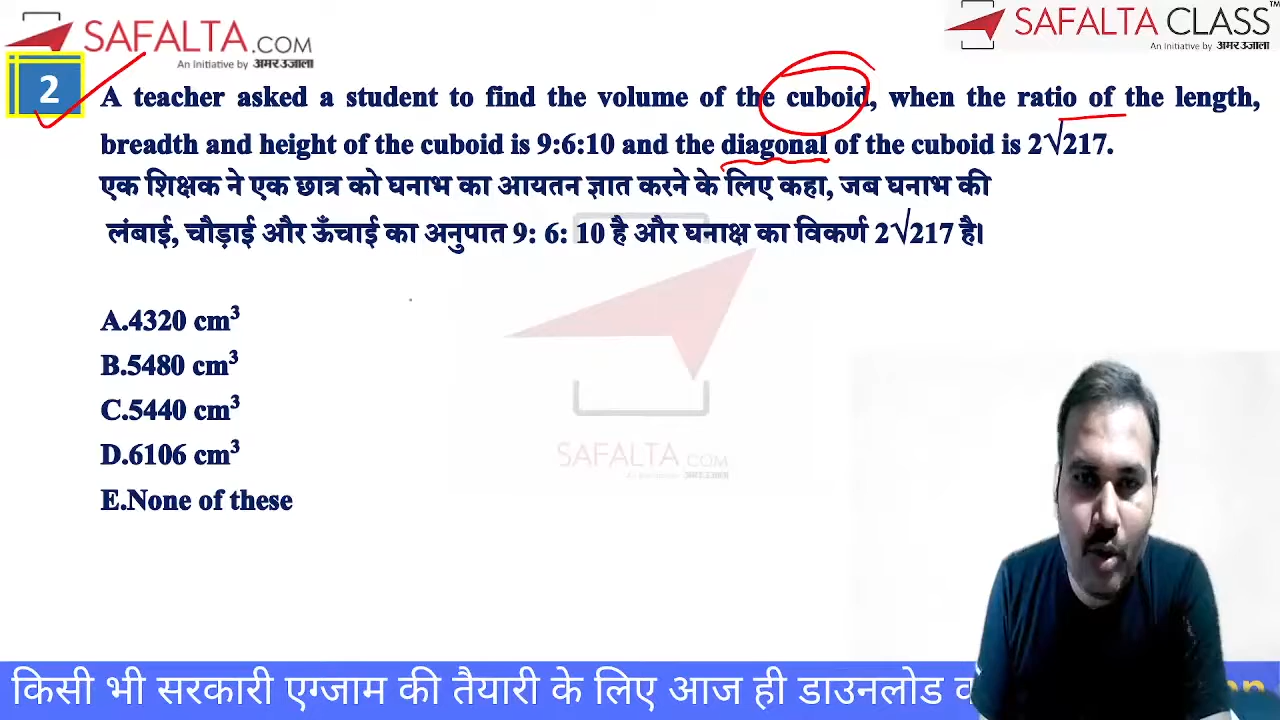 SAFALTA.COM
An Initiative by अमर उजाला
SAFALTA CLASS™
An Initiative by अमर उजाला
2
A teacher asked a student to find the volume of the cuboid, when the ratio of the length,
breadth and height of the cuboid is 9:6:10 and the diagonal of the cuboid is 2√217.
एक शिक्षक ने एक छात्र को घनाभ का आयतन ज्ञात करने के लिए कहा, जब घनाभ की
लंबाई, चौड़ाई और ऊँचाई का अनुपात 9: 6: 10 है और घनाक्ष का विकर्ण 2√217 है।
A.4320 cm³
B.5480 cm³
C.5440 cm³
D.6106 cm³
E.None of these
SAFALTA.COM
किसी भी सरकारी एग्जाम की तैयारी के लिए आज ही डाउनलोड